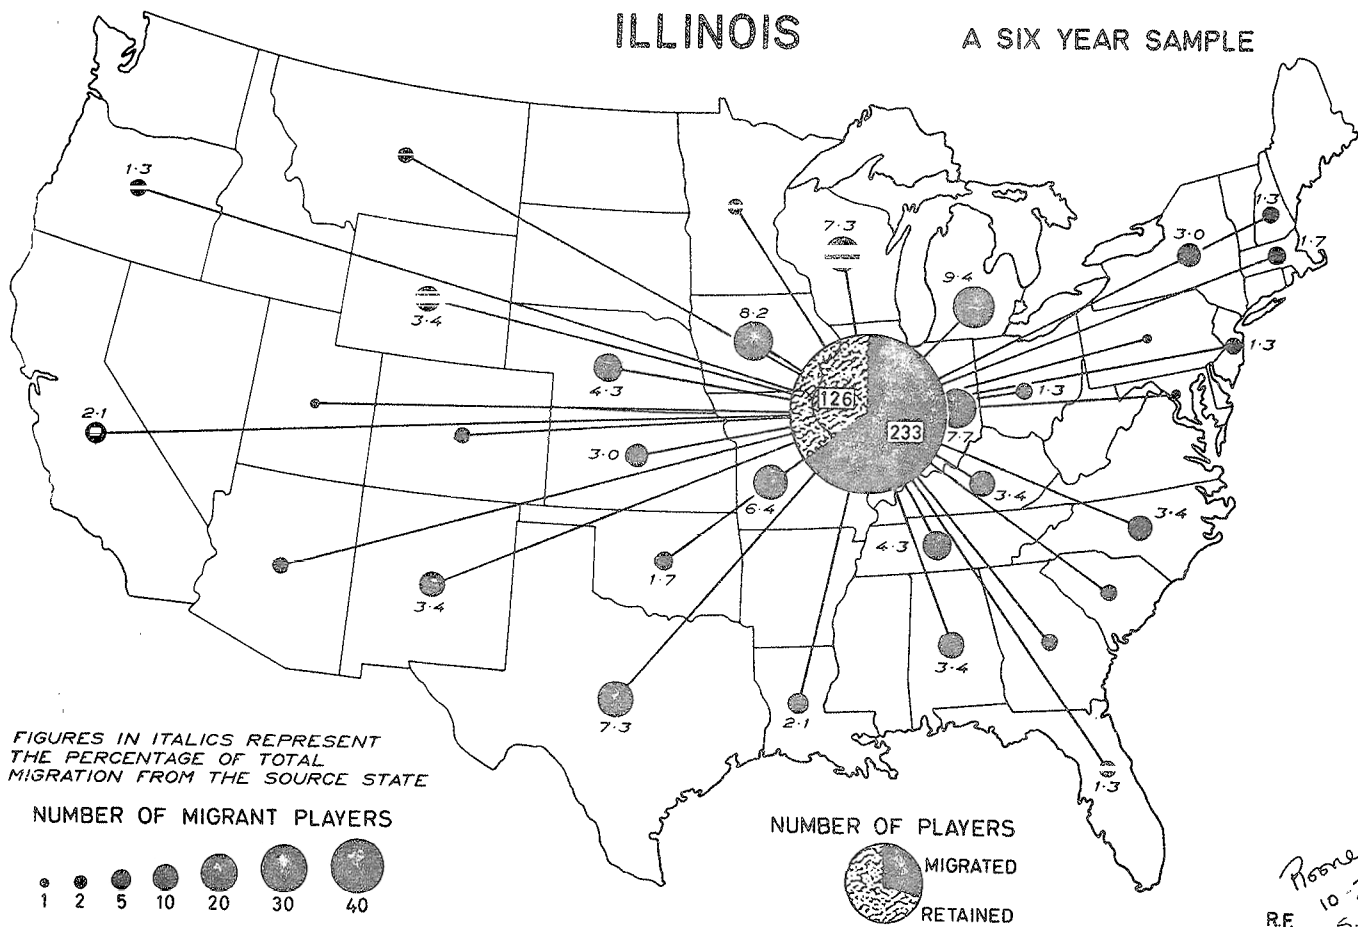 ILLINOIS
A SIX YEAR SAMPLE
1·3
7·3
1·3
3·0
1·7
9·4
3·4
8·2
1·3
4·3
1·3
2·1
126
233
7·7
3·0
3·4
6·4
3·4
4·3
1·7
3·4
3·4
7·3
2·1
1·3
FIGURES IN ITALICS REPRESENT
THE PERCENTAGE OF TOTAL
MIGRATION FROM THE SOURCE STATE
NUMBER OF MIGRANT PLAYERS
1 2 5 10 20 30 40
NUMBER OF PLAYERS
MIGRATED
RETAINED
R.F.